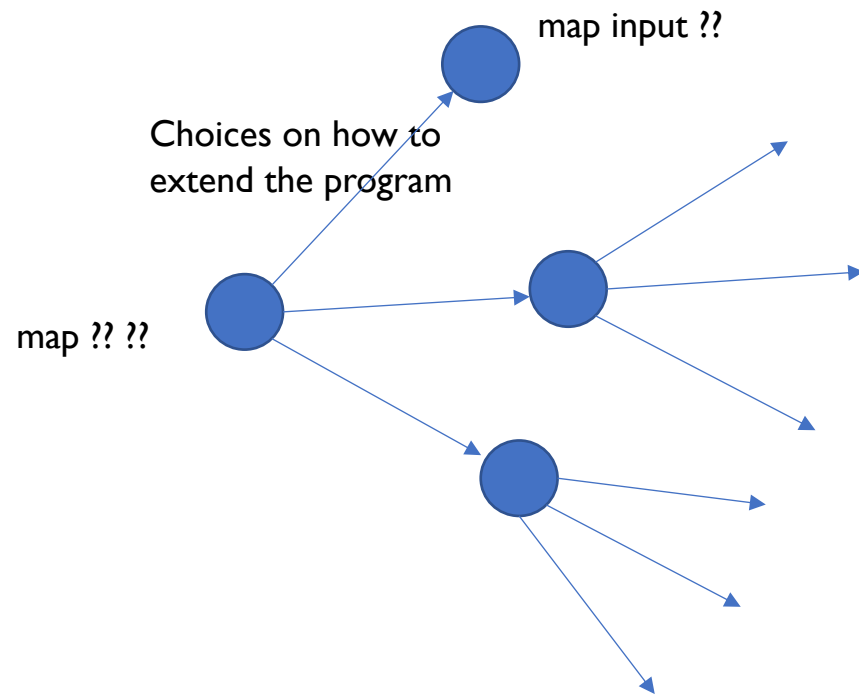 map input ??
Choices on how to
extend the program
map ?? ??